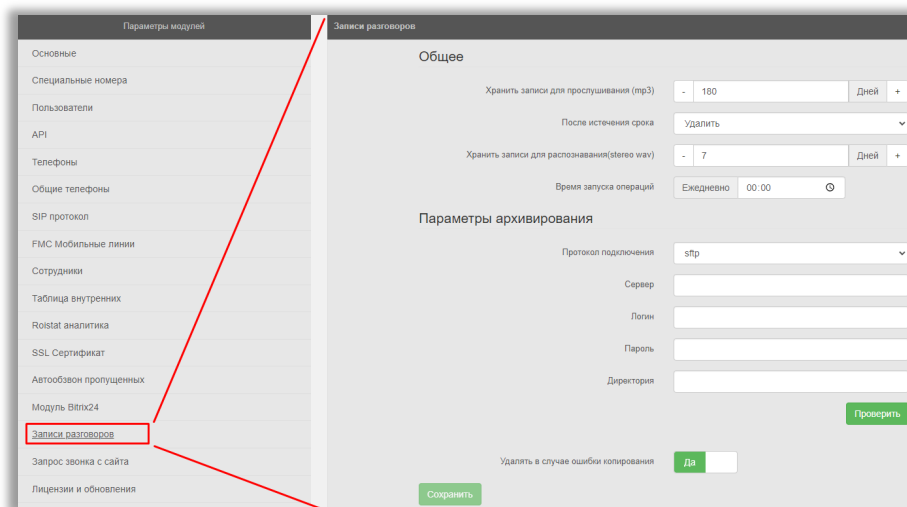 Параметры модулей
Основные
Специальные номера
Пользователи
API
Телефоны
Общие телефоны
SIP протокол
FMC Мобильные линии
Сотрудники
Таблица внутренних
Roistat аналитика
SSL Сертификат
Автообзвон пропущенных
Модуль Bitrix24
Записи разговоров
Запрос звонка с сайта
Лицензии и обновления
Записи разговоров
Общее
Хранить записи для прослушивания (mp3) - 180 Дней +
После истечения срока Удалить
Хранить записи для распознавания(stereo wav) - 7 Дней +
Время запуска операций Ежедневно 00:00
Параметры архивирования
Протокол подключения sftp
Сервер
Логин
Пароль
Директория
Проверить
Удалять в случае ошибки копирования Да
Сохранить